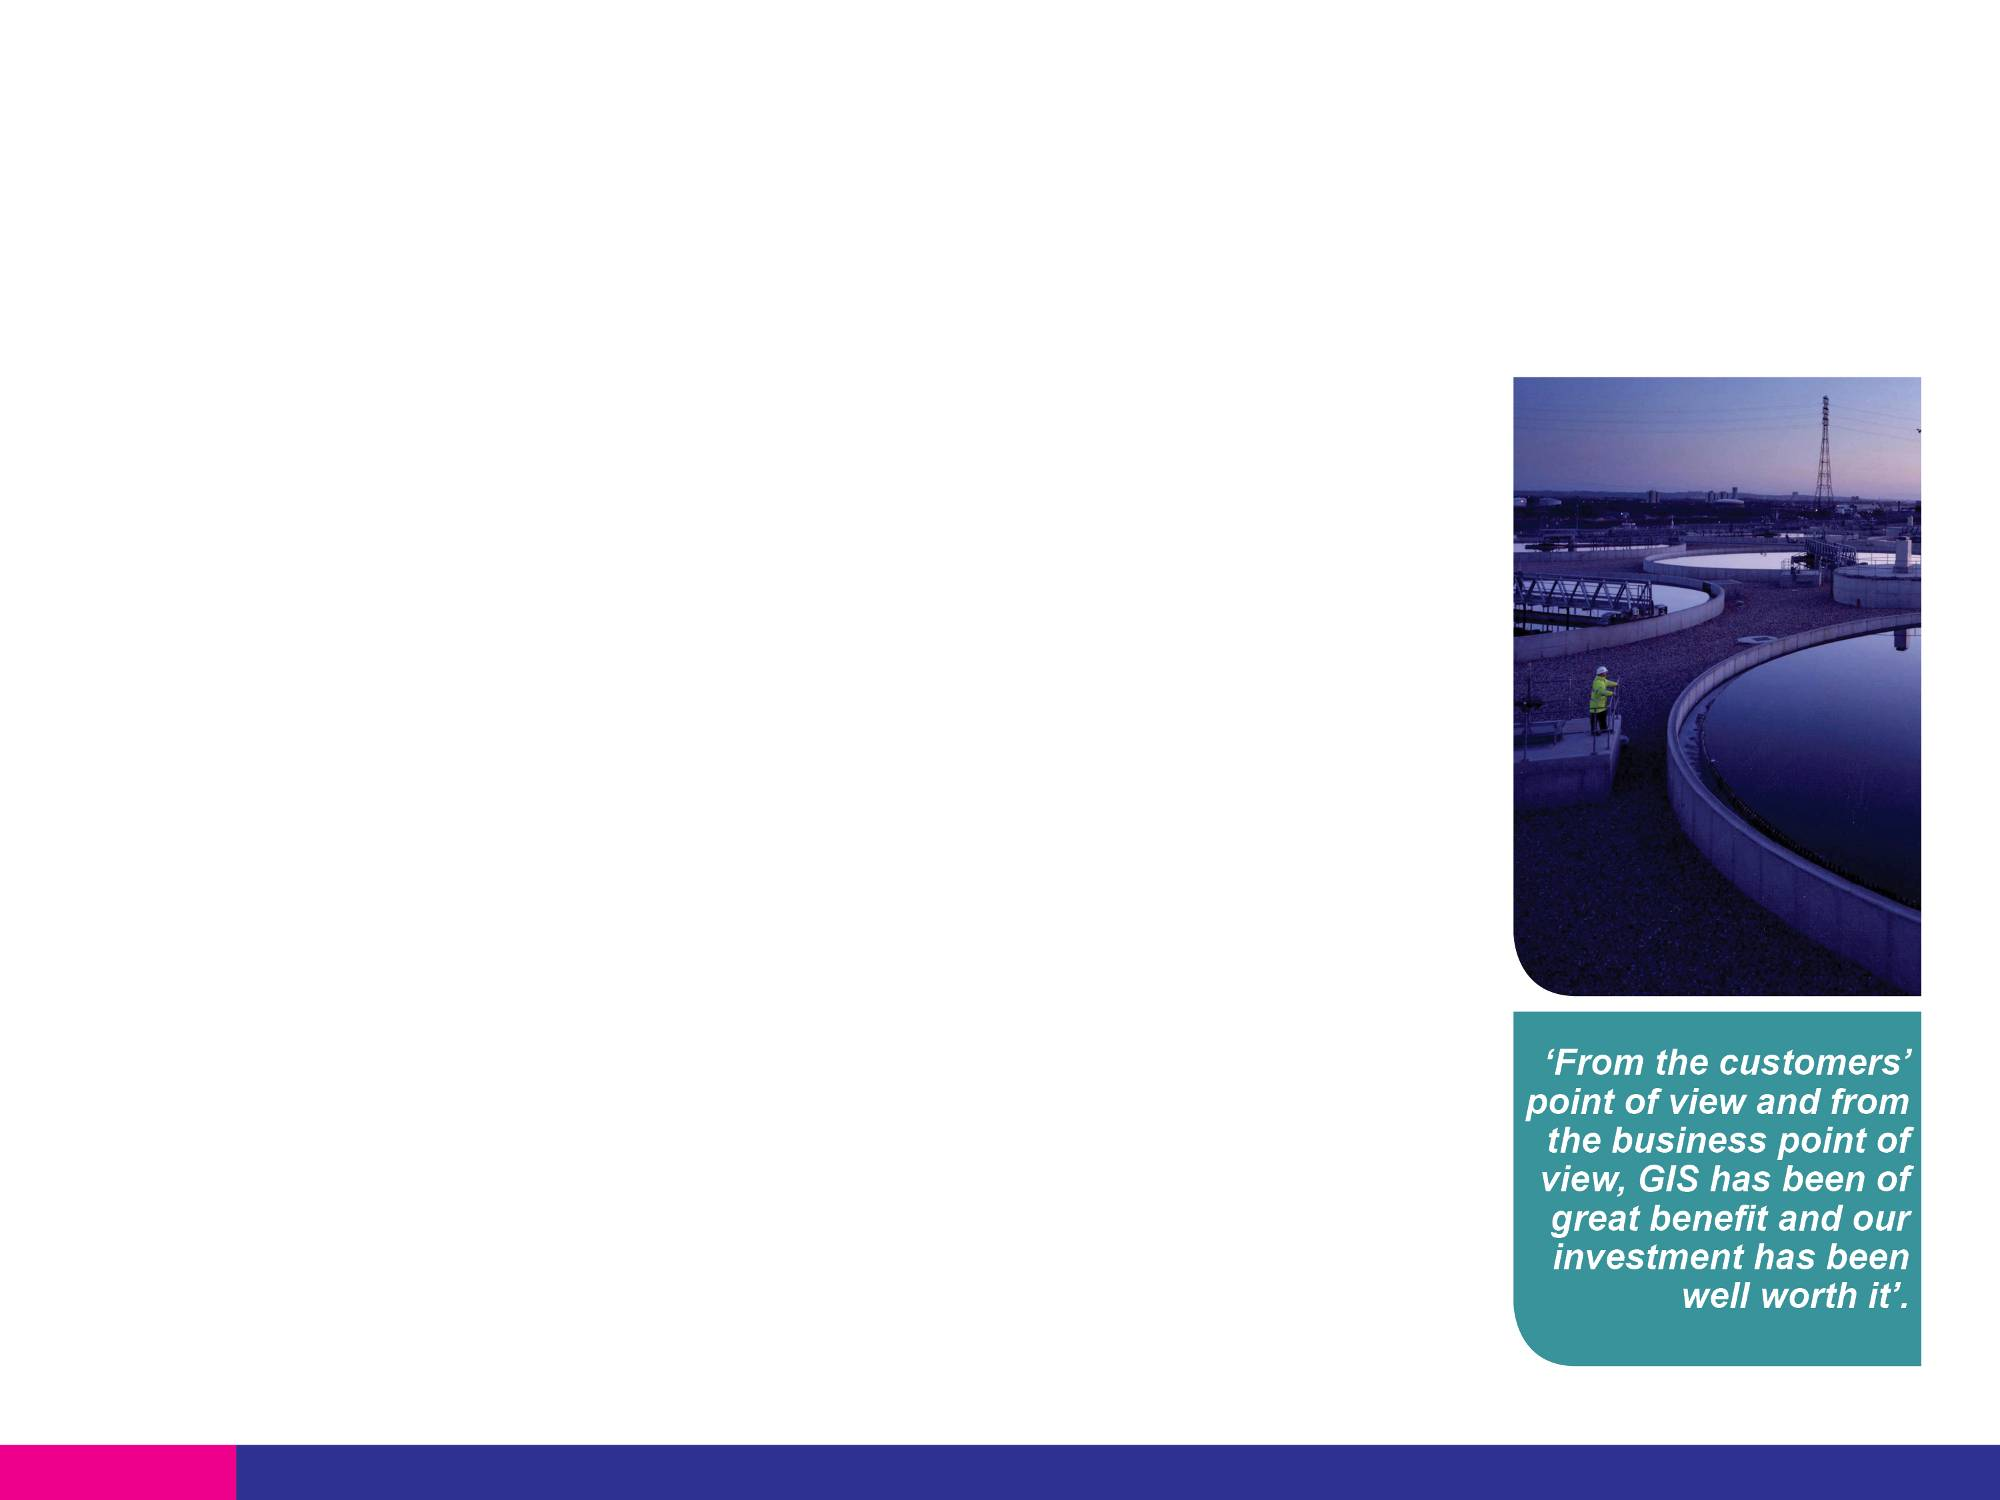 ‘From the customers’
point of view and from
the business point of
view, GIS has been of
great benefit and our
investment has been
well worth it’.